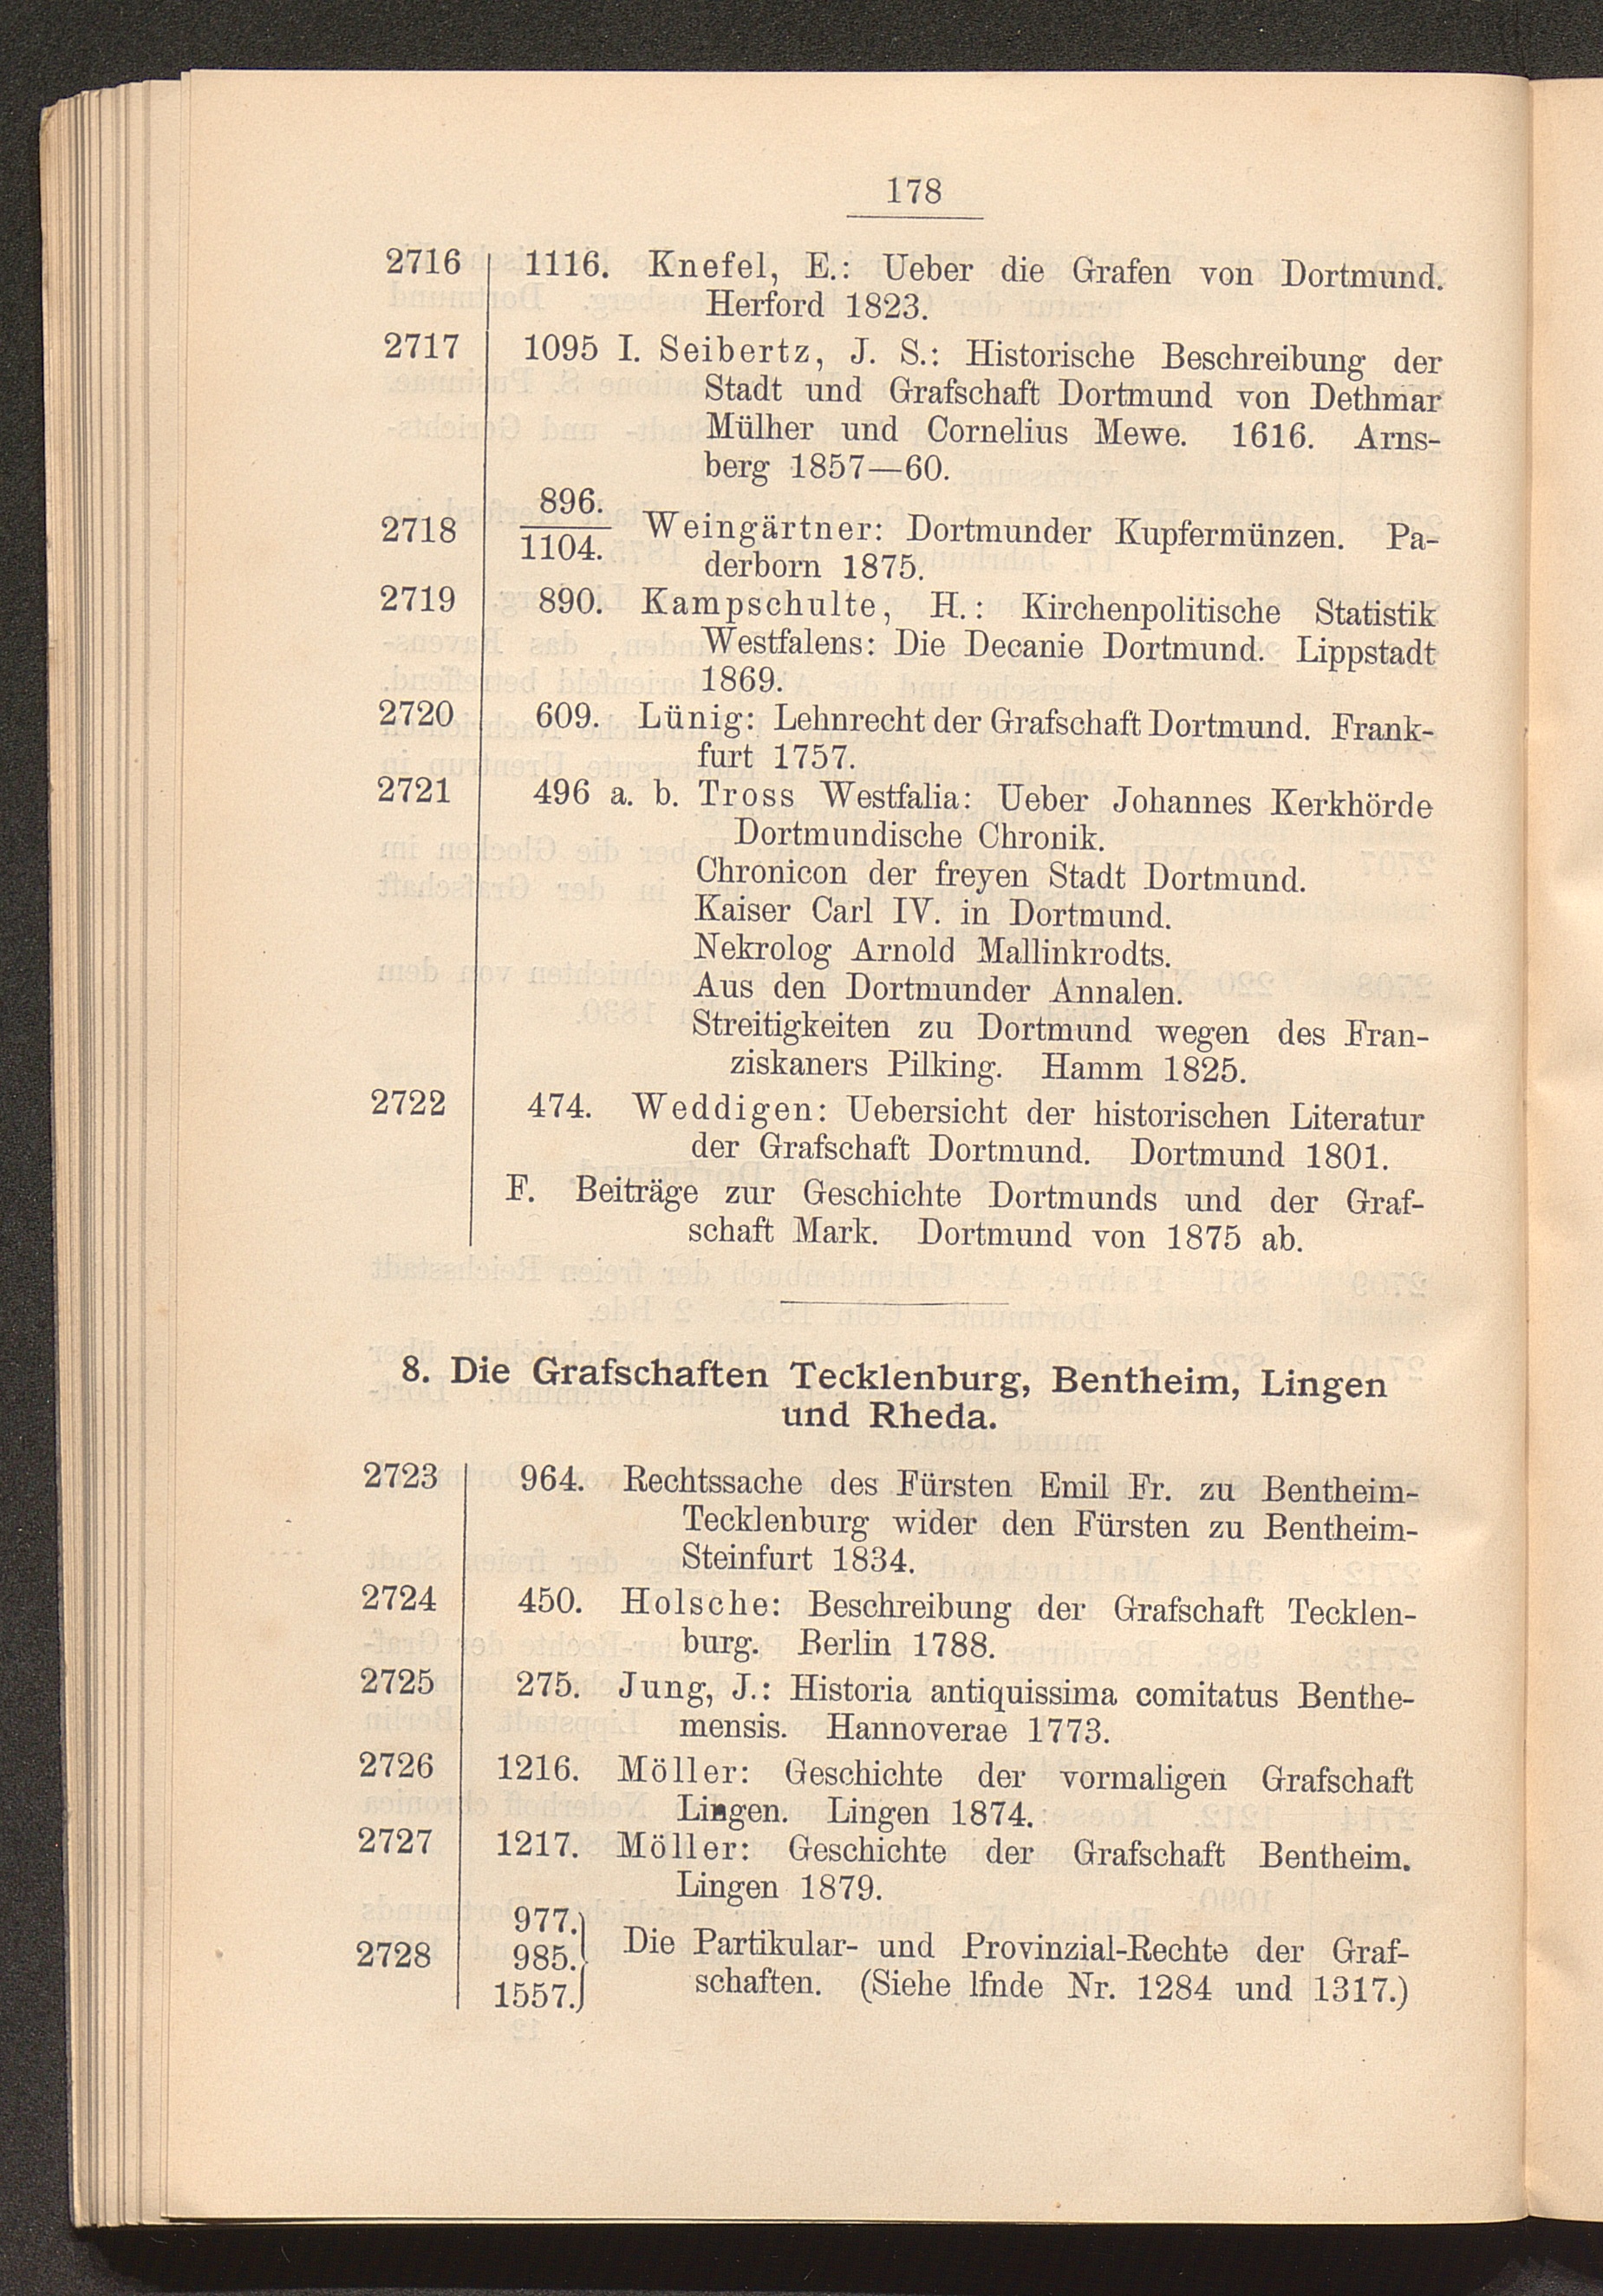 178
2716 1116. Knefel, E.: Ueber die Grafen von Dortmund.
Herford 1823.
2717 1095 I. Seibertz, J. S.: Historische Beschreibung der
Stadt und Grafschaft Dortmund von Dethmar
Mülher und Cornelius Mewe. 1616. Arns-
berg 1857—60.
896.
2718 1104. Weingärtner: Dortmunder Kupfermünzen. Pa-
derborn 1875.
2719 890. Kampschulte, H.: Kirchenpolitische Statistik
Westfalens: Die Decanie Dortmund. Lippstadt
1869.
2720 609. Lünig: Lehnrecht der Grafschaft Dortmund. Frank-
furt 1757.
2721 496 a. b. Tross Westfalia: Ueber Johannes Kerkhörde
Dortmundische Chronik.
Chronicon der freyen Stadt Dortmund.
Kaiser Carl IV. in Dortmund.
Nekrolog Arnold Mallinkrodts.
Aus den Dortmunder Annalen.
Streitigkeiten zu Dortmund wegen des Fran-
ziskaners Pilking. Hamm 1825.
2722 474. Weddigen: Uebersicht der historischen Literatur
der Grafschaft Dortmund. Dortmund 1801.
F. Beiträge zur Geschichte Dortmunds und der Graf-
schaft Mark. Dortmund von 1875 ab.
8. Die Grafschaften Tecklenburg, Bentheim, Lingen
und Rheda.
2723 964. Rechtssache des Fürsten Emil Fr. zu Bentheim-
Tecklenburg wider den Fürsten zu Bentheim-
Steinfurt 1834.
2724 450. Holsche: Beschreibung der Grafschaft Tecklen-
burg. Berlin 1788.
2725 275. Jung, J.: Historia antiquissima comitatus Benthe-
mensis. Hannoverae 1773.
2726 1216. Möller: Geschichte der vormaligen Grafschaft
Lingen. Lingen 1874.
2727 1217. Möller: Geschichte der Grafschaft Bentheim.
Lingen 1879.
977.
2728 985. Die Partikular- und Provinzial-Rechte der Graf-
1557. schaften. (Siehe lfnde Nr. 1284 und 1317.)